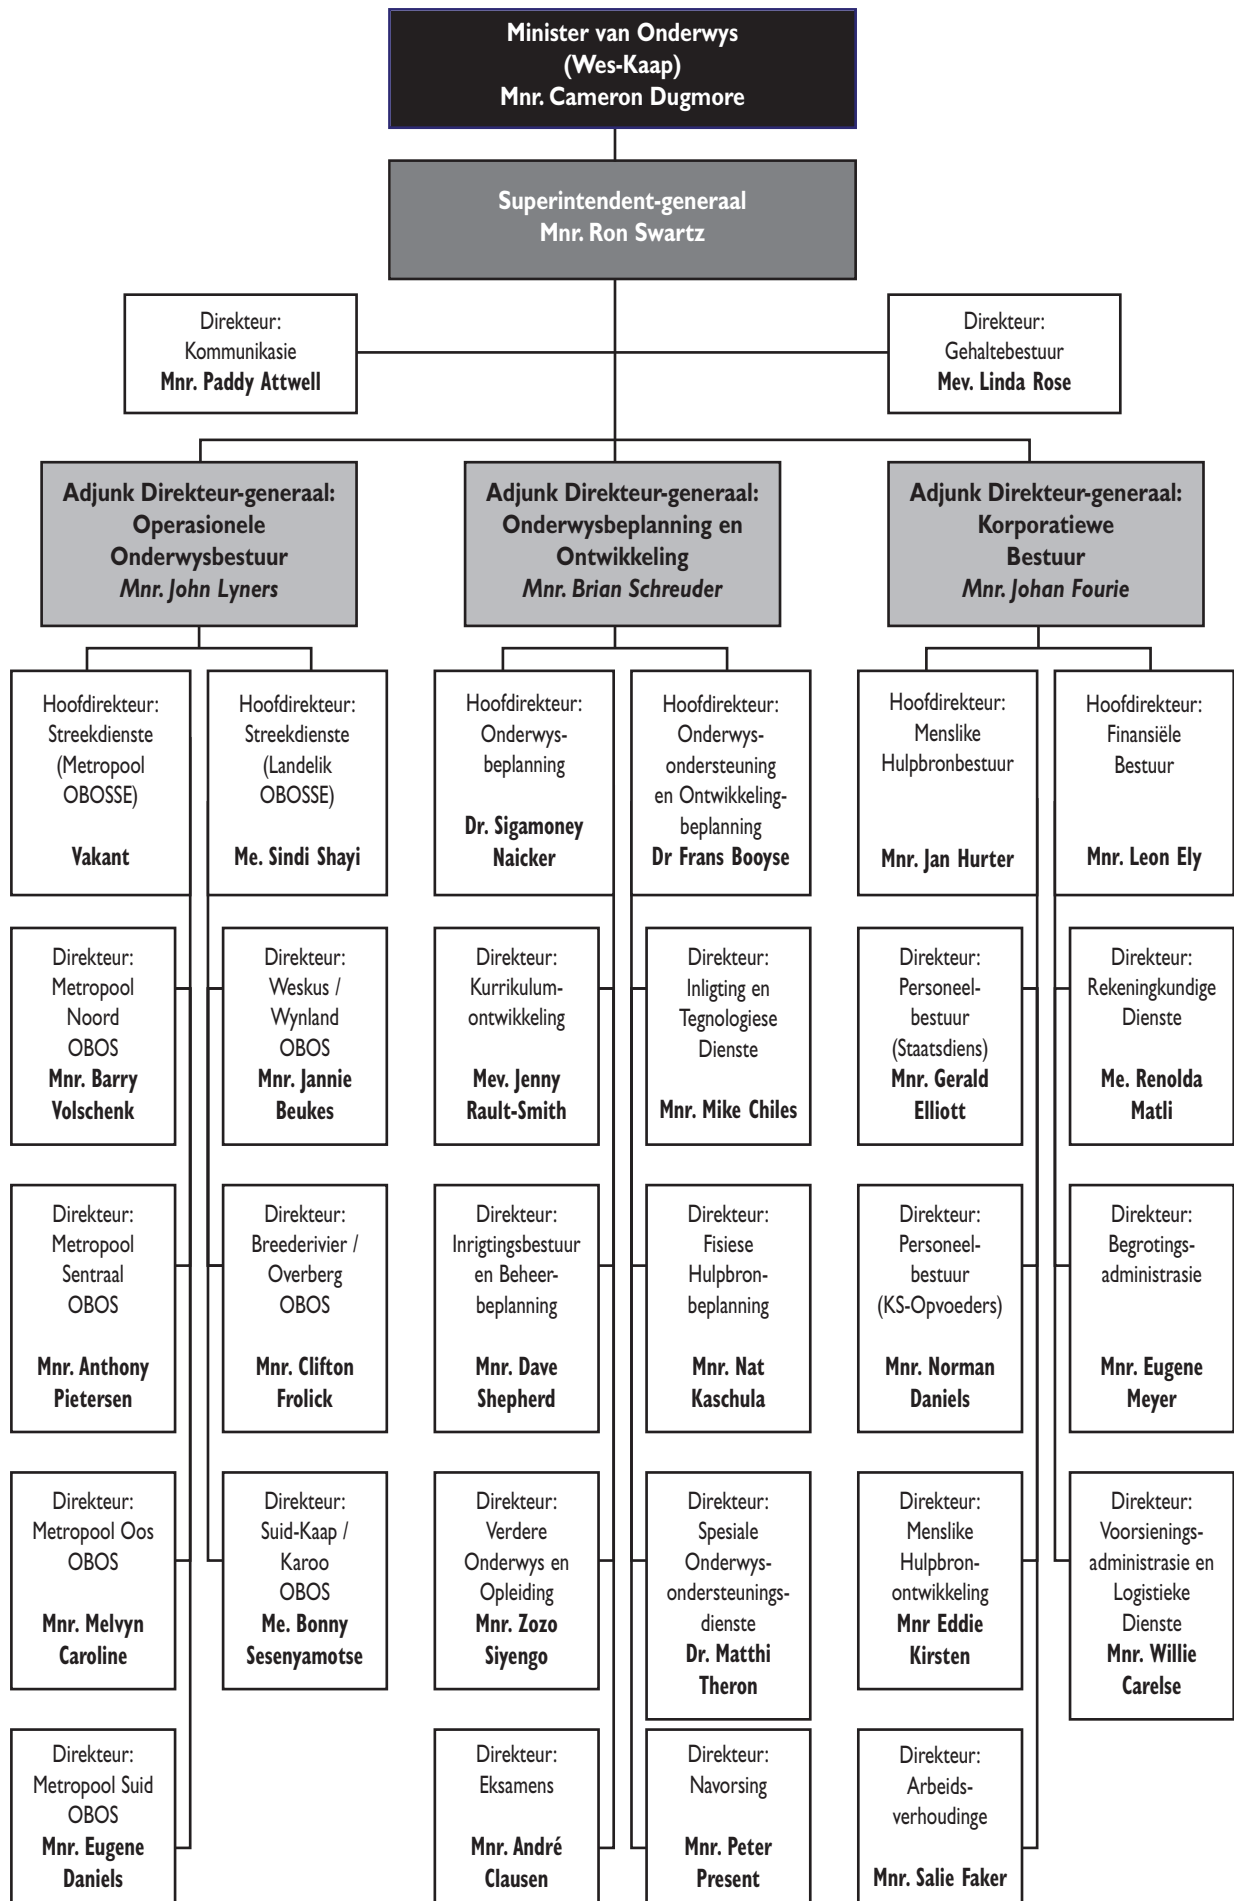 Minister van Onderwys
(Wes-Kaap)
Mnr. Cameron Dugmore
Superintendent-generaal
Mnr. Ron Swartz
Direkteur:
Kommunikasie
Mnr. Paddy Attwell
Direkteur:
Gehaltebestuur
Mev. Linda Rose
Adjunk Direkteur-generaal:
Operasionele
Onderwysbestuur
Mnr. John Lyners
Adjunk Direkteur-generaal:
Onderwysbeplanning en
Ontwikkeling
Mnr. Brian Schreuder
Adjunk Direkteur-generaal:
Korporatiewe
Bestuur
Mnr. Johan Fourie
Hoofdirekteur:
Streekdienste
(Metropool
OBOSSE)
Vakant
Hoofdirekteur:
Streekdienste
(Landelik
OBOSSE)
Me. Sindi Shayi
Hoofdirekteur:
Onderwys-
beplanning
Dr. Sigamoney
Naicker
Hoofdirekteur:
Onderwys-
ondersteuning
en Ontwikkeling-
beplanning
Dr Frans Booyse
Hoofdirekteur:
Menslike
Hulpbronbestuur
Mnr. Jan Hurter
Hoofdirekteur:
Finansiële
Bestuur
Mnr. Leon Ely
Direkteur:
Metropool
Noord
OBOS
Mnr. Barry
Volschenk
Direkteur:
Weskus /
Wynland
OBOS
Mnr. Jannie
Beukes
Direkteur:
Kurrikulum-
ontwikkeling
Mev. Jenny
Rault-Smith
Direkteur:
Inligting en
Tegnologiese
Dienste
Mnr. Mike Chiles
Direkteur:
Personeel-
bestuur
(Staatsdiens)
Mnr. Gerald
Elliott
Direkteur:
Rekeningkundige
Dienste
Me. Renolda
Matli
Direkteur:
Metropool
Sentraal
OBOS
Mnr. Anthony
Pietersen
Direkteur:
Breederivier /
Overberg
OBOS
Mnr. Clifton
Frolick
Direkteur:
Inrigtingsbestuur
en Beheer-
beplanning
Mnr. Dave
Shepherd
Direkteur:
Fisiese
Hulpbron-
beplanning
Mnr. Nat
Kaschula
Direkteur:
Personeel-
bestuur
(KS-Opvoeders)
Mnr. Norman
Daniels
Direkteur:
Begrotings-
administrasie
Mnr. Eugene
Meyer
Direkteur:
Metropool Oos
OBOS
Mnr. Melvyn
Caroline
Direkteur:
Suid-Kaap /
Karoo
OBOS
Me. Bonny
Sesenyamotse
Direkteur:
Verdere
Onderwys en
Opleiding
Mnr. Zozo
Siyengo
Direkteur:
Spesiale
Onderwys-
ondersteunings-
dienste
Dr. Matthi
Theron
Direkteur:
Menslike
Hulpbron-
ontwikkeling
Mnr Eddie
Kirsten
Direkteur:
Voorsienings-
administrasie en
Logistieke
Dienste
Mnr. Willie
Carelse
Direkteur:
Metropool Suid
OBOS
Mnr. Eugene
Daniels
Direkteur:
Eksamens
Mnr. André
Clausen
Direkteur:
Navorsing
Mnr. Peter
Present
Direkteur:
Arbeids-
verhoudinge
Mnr. Salie Faker